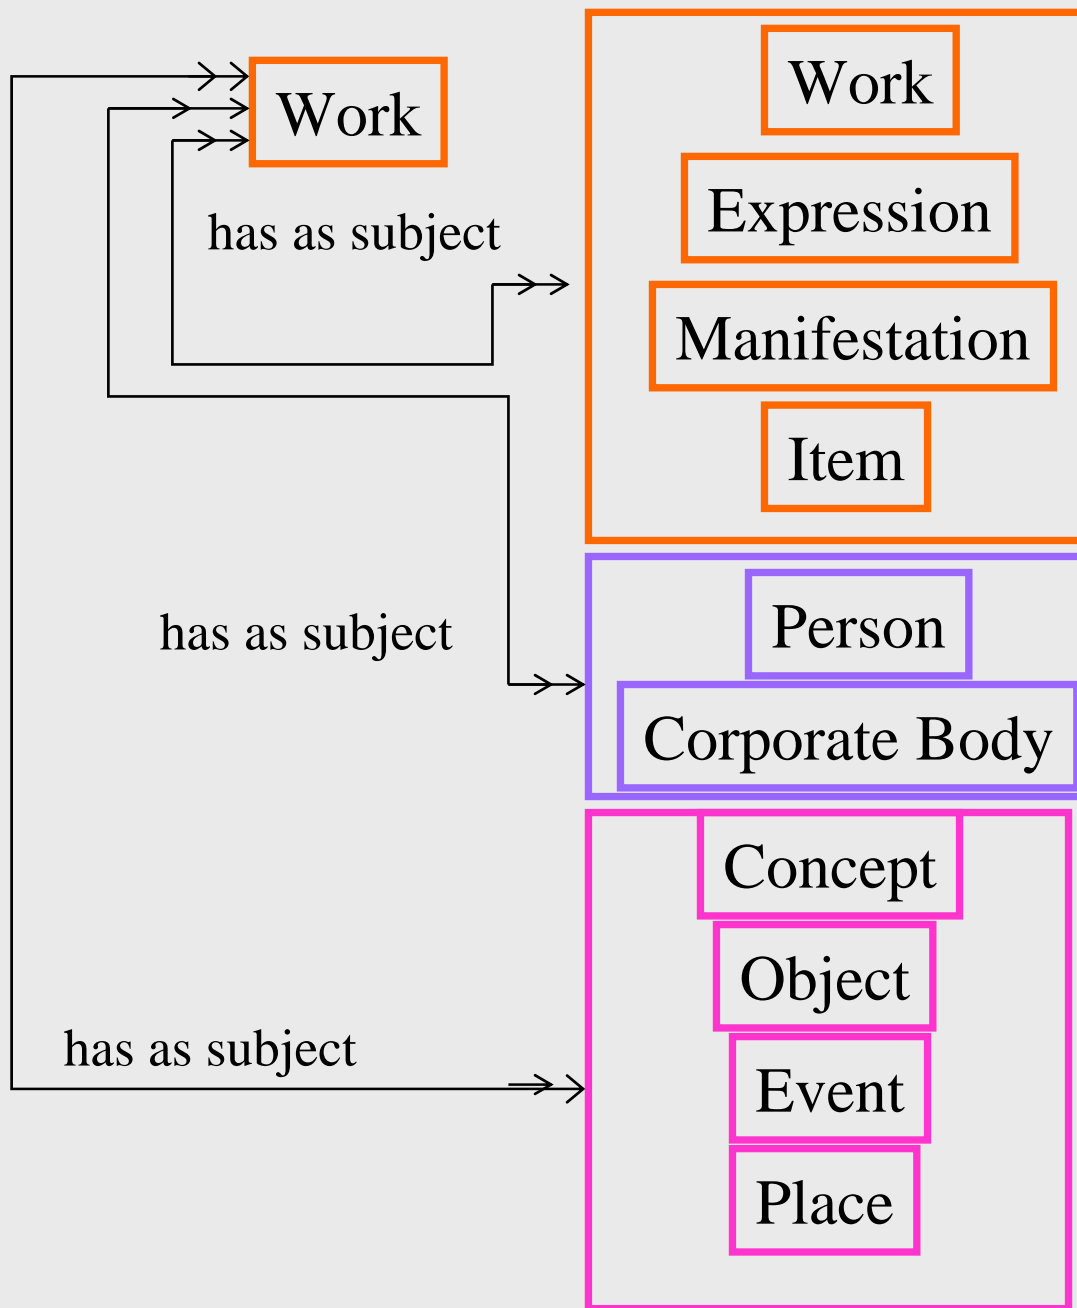 Work
has as subject
has as subject
has as subject
Work
Expression
Manifestation
Item
Person
Corporate Body
Concept
Object
Event
Place